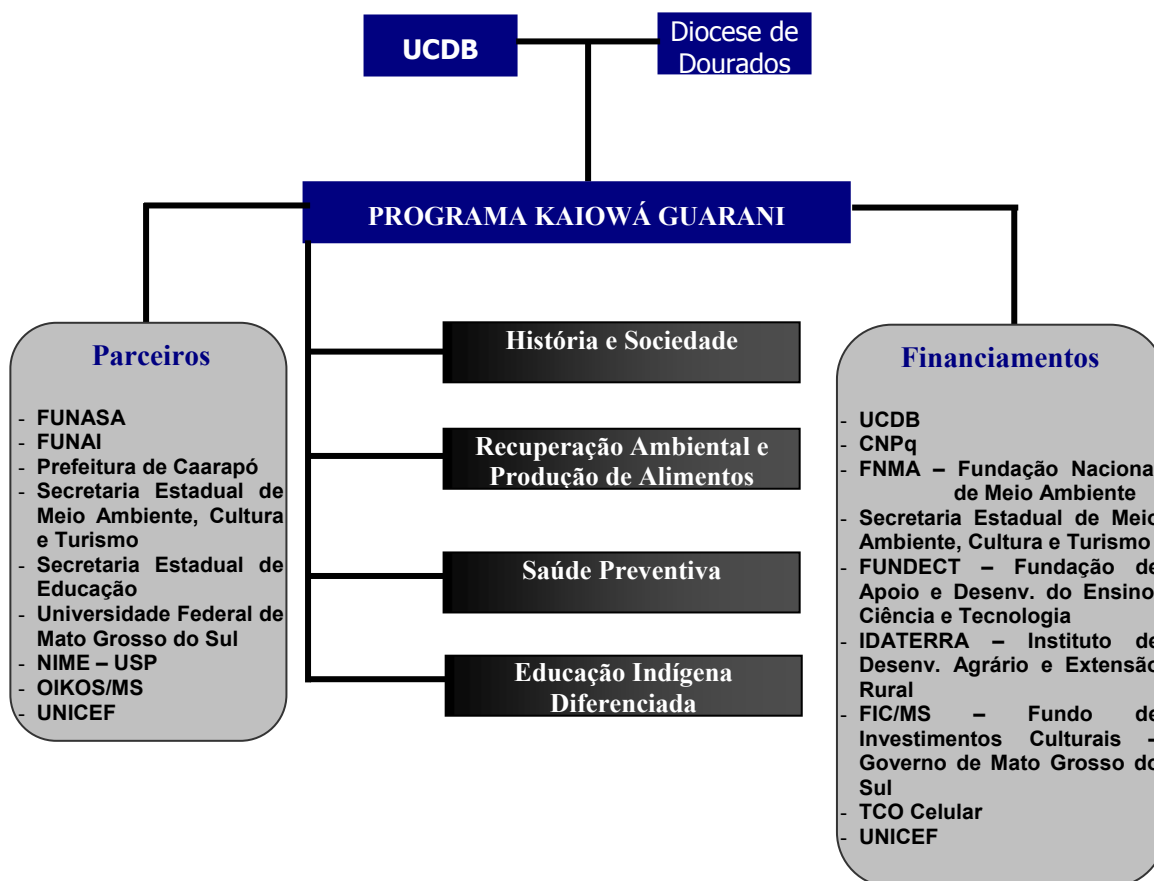 UCDB
Diocese de
Dourados
PROGRAMA KAIOWÁ GUARANI
Parceiros
- FUNASA
- FUNAI
- Prefeitura de Caarapó
- Secretaria Estadual de
Meio Ambiente, Cultura
e Turismo
- Secretaria Estadual de
Educação
- Universidade Federal de
Mato Grosso do Sul
- NIME – USP
- OIKOS/MS
- UNICEF
História e Sociedade
Recuperação Ambiental e
Produção de Alimentos
Saúde Preventiva
Educação Indígena
Diferenciada
Financiamentos
- UCDB
- CNPq
- FNMA – Fundação Naciona
de Meio Ambiente
- Secretaria Estadual de Meio
Ambiente, Cultura e Turismo
- FUNDECT – Fundação de
Apoio e Desenv. do Ensino
Ciência e Tecnologia
- IDATERRA – Instituto de
Desenv. Agrário e Extensão
Rural
- FIC/MS – Fundo de
Investimentos Culturais –
Governo de Mato Grosso do
Sul
- TCO Celular
- UNICEF